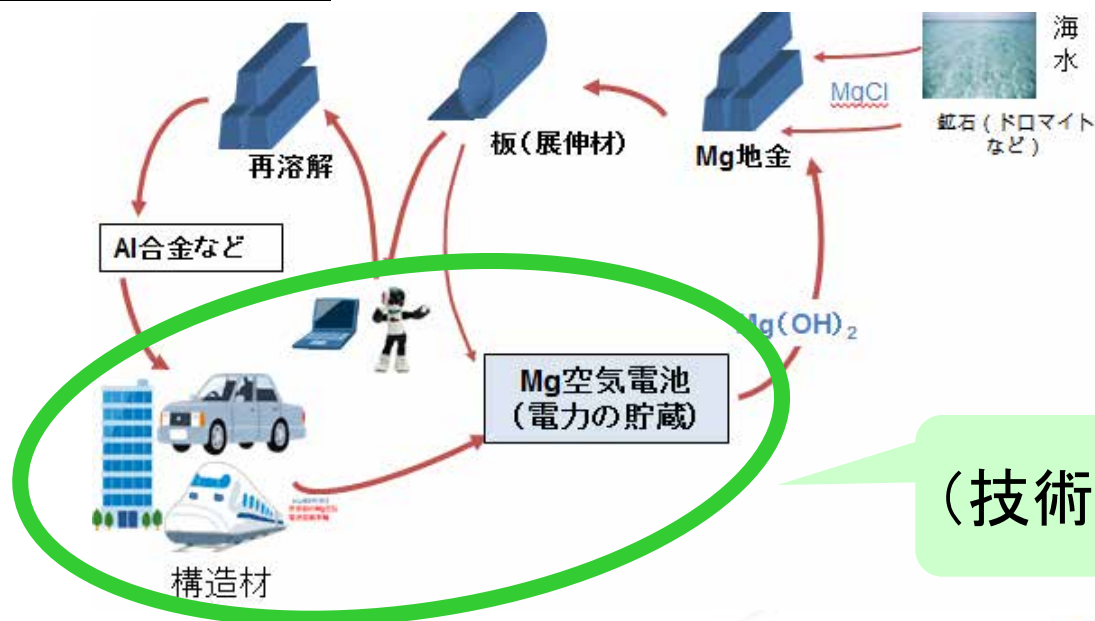 海
水
MgCl
鉱石(ドロマイト
など)
Mg地金
板(展伸材)
再溶解
Al合金など
Mg(OH)₂
Mg空気電池
(電力の貯蔵)
(技術
構造材